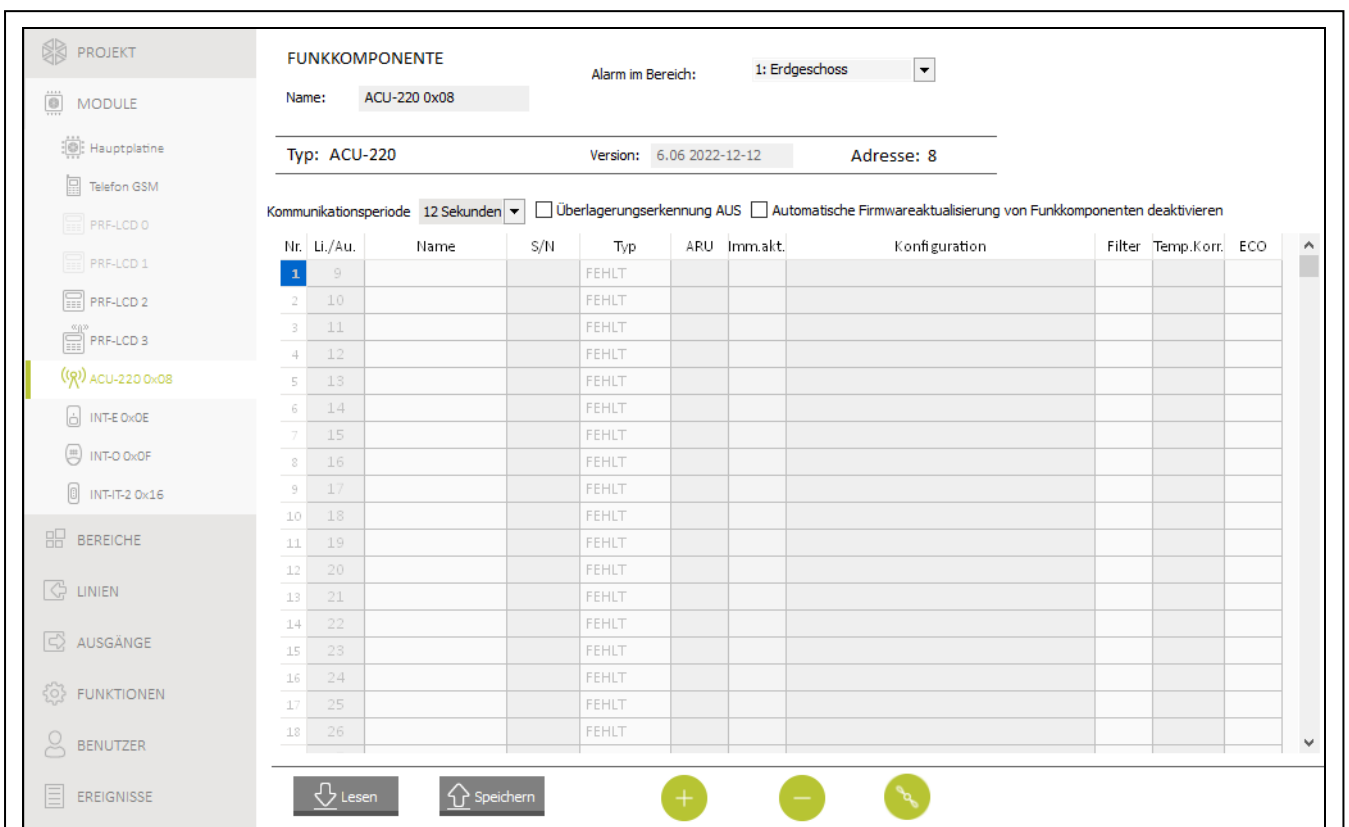 PROJEKT
MODULE
Hauptplatine
Telefon GSM
PRF-LCD 0
PRF-LCD 1
PRF-LCD 2
PRF-LCD 3
ACU-220 0x08
INT-E 0x0E
INT-O 0x0F
INT-IT-2 0x16
BEREICHE
LINIEN
AUSGÄNGE
FUNKTIONEN
BENUTZER
EREIGNISSE
FUNKKOMPONENTE
Alarm im Bereich: 1: Erdgeschoss
Name: ACU-220 0x08
Typ: ACU-220 Version: 6.06 2022-12-12 Adresse: 8
Kommunikationsperiode 12 Sekunden Überlagerungserkennung AUS Automatische Firmwareaktualisierung von Funkkomponenten deaktivieren
Nr. Li./Au. Name S/N Typ ARU Imm.akt. Konfiguration Filter Temp.Korr. ECO
1 9 FEHLT
2 10 FEHLT
3 11 FEHLT
4 12 FEHLT
5 13 FEHLT
6 14 FEHLT
7 15 FEHLT
8 16 FEHLT
9 17 FEHLT
10 18 FEHLT
11 19 FEHLT
12 20 FEHLT
13 21 FEHLT
14 22 FEHLT
15 23 FEHLT
16 24 FEHLT
17 25 FEHLT
18 26 FEHLT
Lesen Speichern